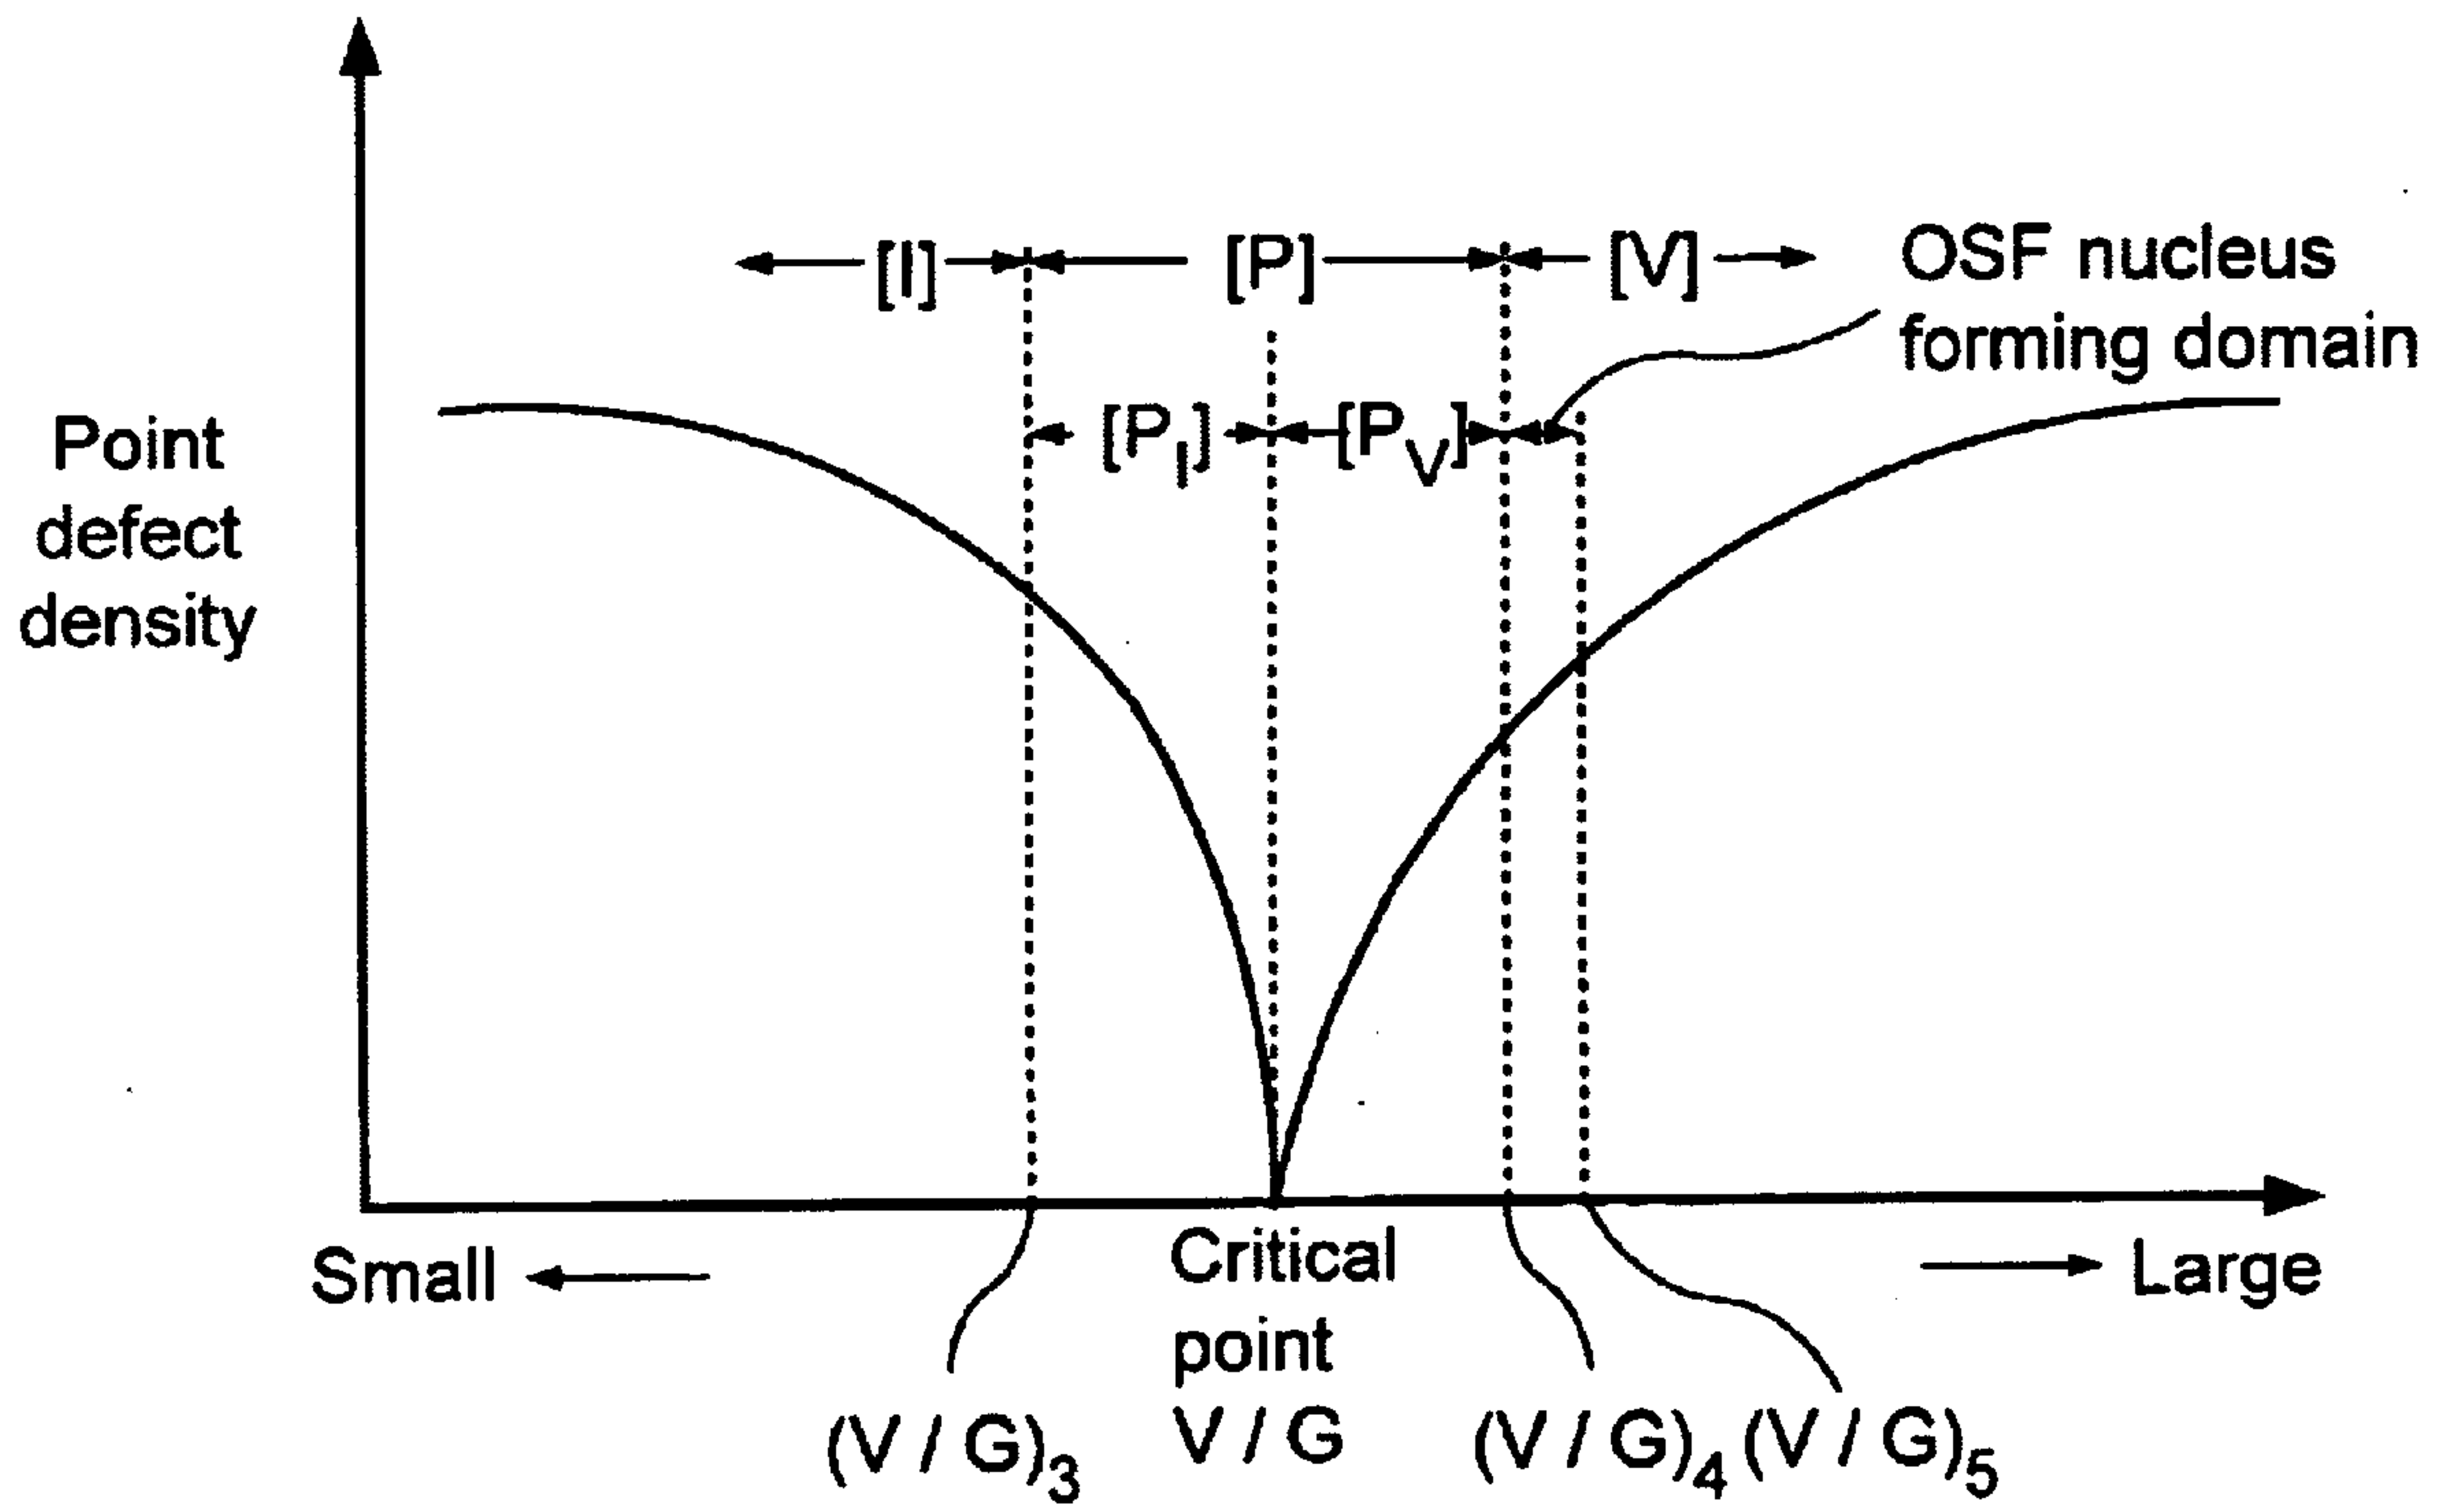 [I]
[P]
[V]
OSF nucleus
forming domain
[P_I]
[P_V]
Point
defect
density
Small
Critical
point
V / G
Large
(V / G)_3
(V / G)_4
(V / G)_5